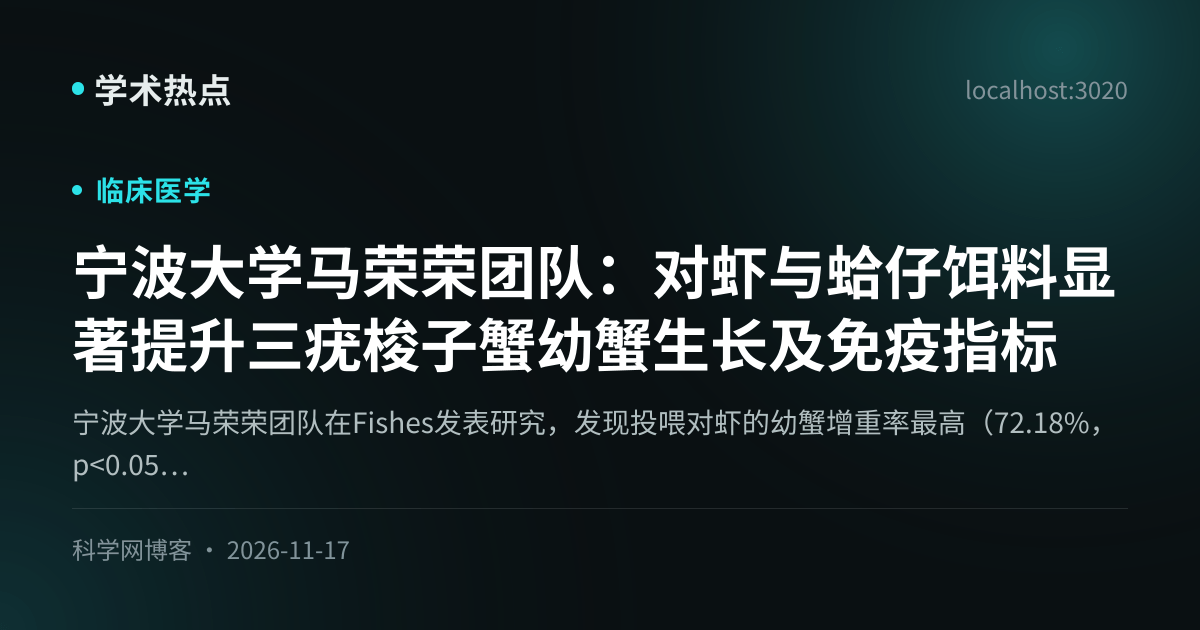 学术热点
localhost:3020
临床医学
宁波大学马荣荣团队：对虾与蛤仔饵料显
著提升三疣梭子蟹幼蟹生长及免疫指标
宁波大学马荣荣团队在Fishes发表研究，发现投喂对虾的幼蟹增重率最高（72.18%，
p<0.05…
科学网博客 · 2026-11-17